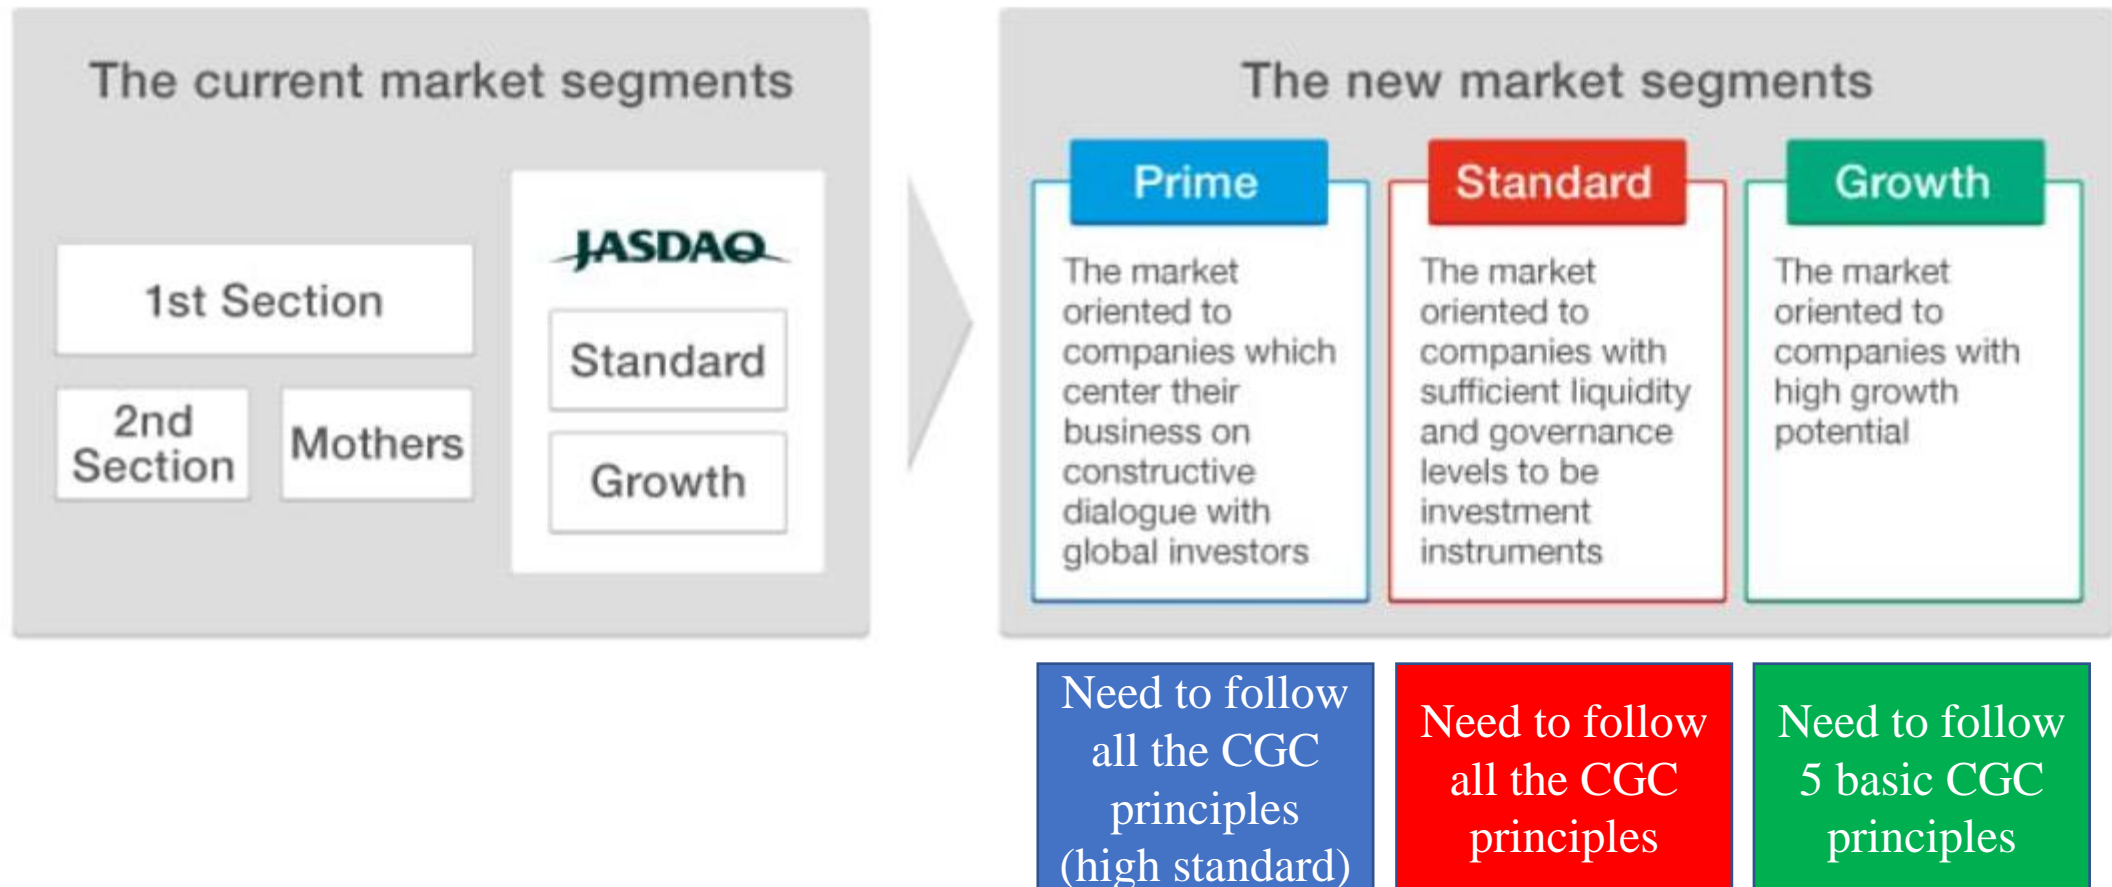 The current market segments
1st Section
2nd
Section
Mothers
JASDAQ
Standard
Growth
The new market segments
Prime
The market
oriented to
companies which
center their
business on
constructive
dialogue with
global investors
Standard
The market
oriented to
companies with
sufficient liquidity
and governance
levels to be
investment
instruments
Growth
The market
oriented to
companies with
high growth
potential
Need to follow
all the CGC
principles
(high standard)
Need to follow
all the CGC
principles
Need to follow
5 basic CGC
principles